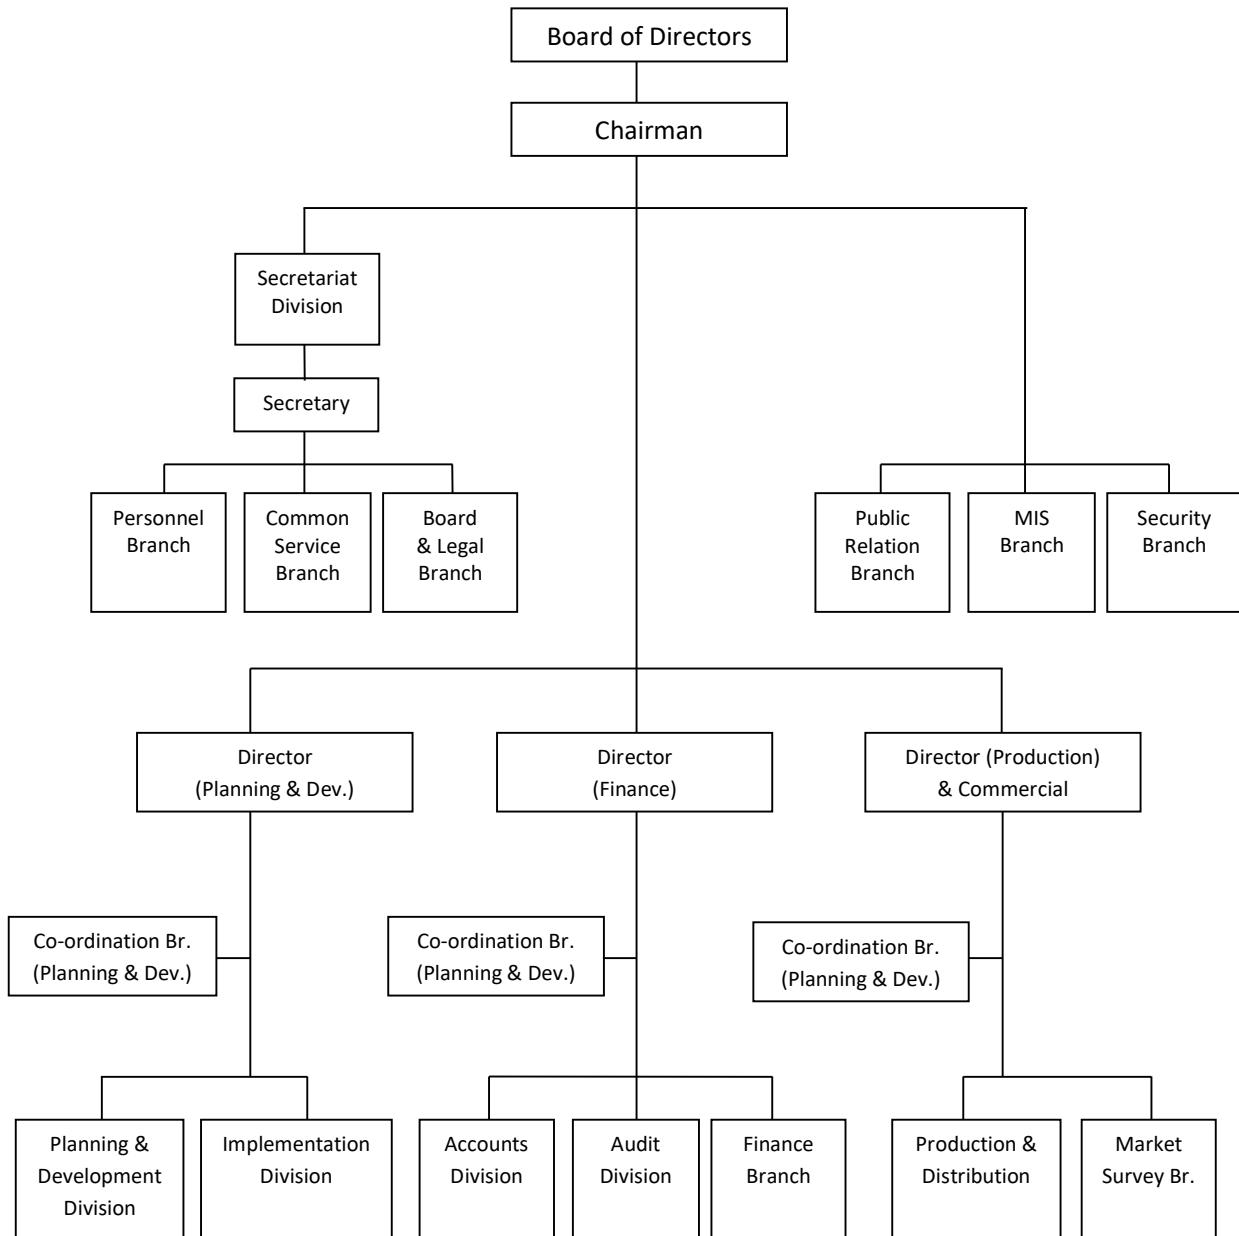 Board of Directors
Chairman
Secretariat
Division
Secretary
Personnel
Branch
Common
Service
Branch
Board
& Legal
Branch
Public
Relation
Branch
MIS
Branch
Security
Branch
Director
(Planning & Dev.)
Director
(Finance)
Director (Production)
& Commercial
Co-ordination Br.
(Planning & Dev.)
Co-ordination Br.
(Planning & Dev.)
Co-ordination Br.
(Planning & Dev.)
Planning &
Development
Division
Implementation
Division
Accounts
Division
Audit
Division
Finance
Branch
Production &
Distribution
Market
Survey Br.